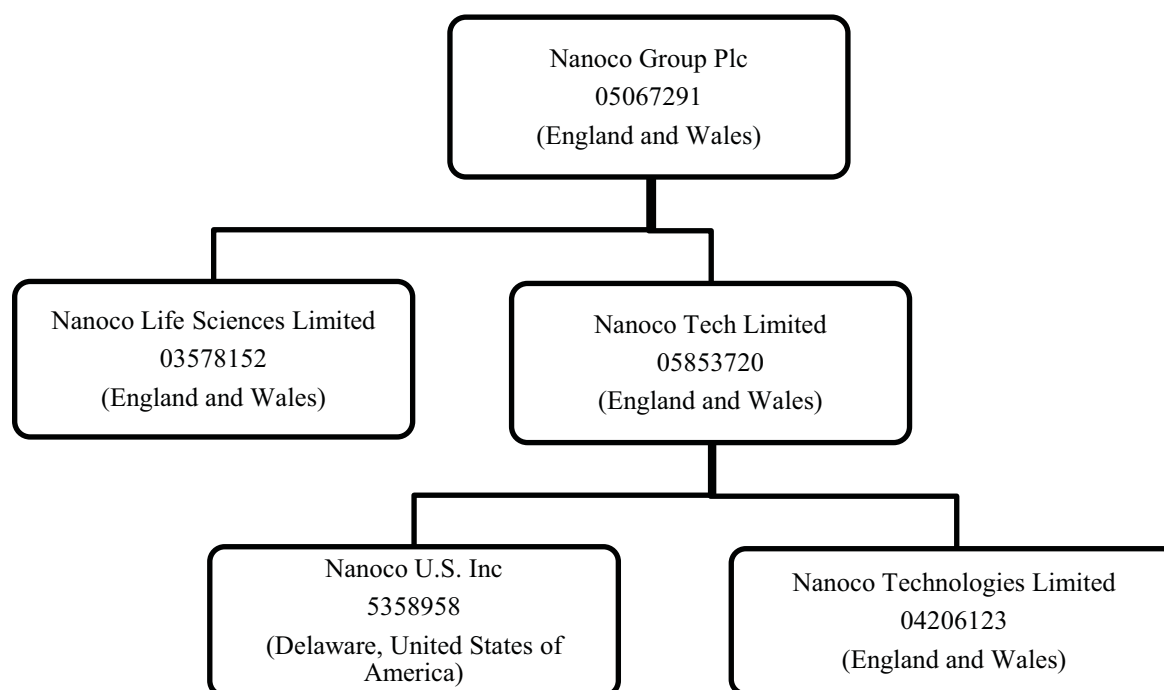 Nanoco Group Plc
05067291
(England and Wales)
Nanoco Life Sciences Limited
03578152
(England and Wales)
Nanoco Tech Limited
05853720
(England and Wales)
Nanoco U.S. Inc
5358958
(Delaware, United States of
America)
Nanoco Technologies Limited
04206123
(England and Wales)